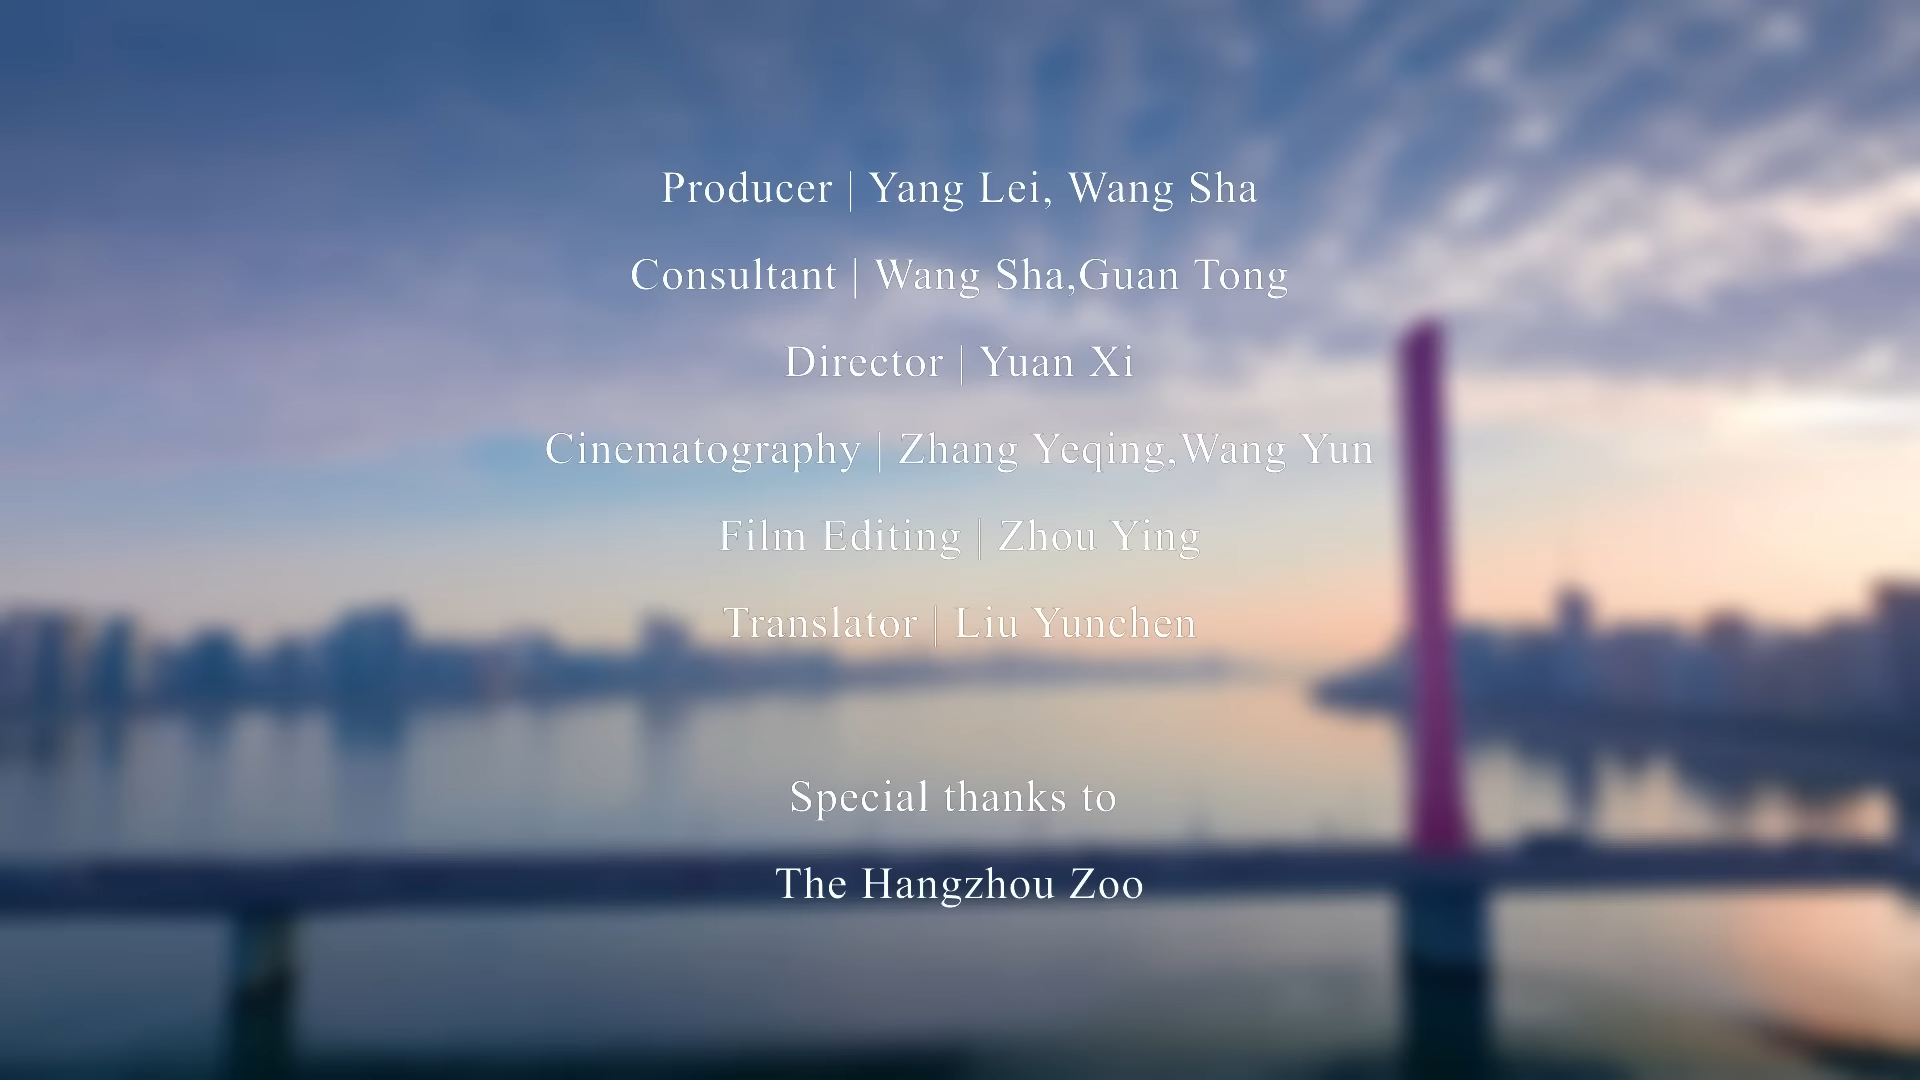 Producer | Yang Lei, Wang Sha
Consultant | Wang Sha,Guan Tong
Director | Yuan Xi
Cinematography | Zhang Yeqing,Wang Yun
Film Editing | Zhou Ying
Translator | Liu Yunchen
Special thanks to
The Hangzhou Zoo